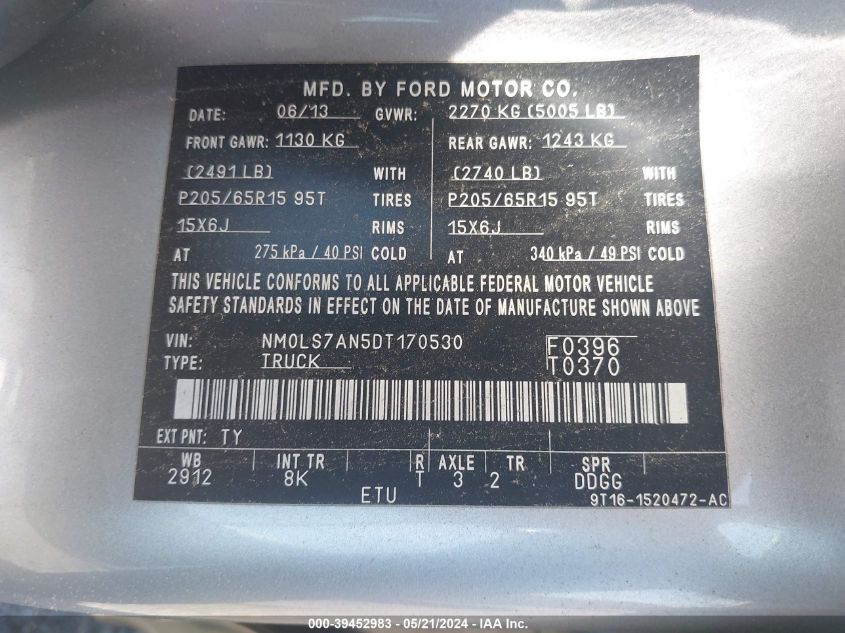 MFD. BY FORD MOTOR CO.
DATE: 06/13 GVWR: 2270 KG (5005 LB)
FRONT GAWR: 1130 KG REAR GAWR: 1243 KG
(2491 LB) WITH (2740 LB) WITH
P205/65R15 95T TIRES P205/65R15 95T TIRES
15X6J RIMS 15X6J RIMS
AT 275 kPa / 40 PSI COLD AT 340 kPa / 49 PSI COLD
THIS VEHICLE CONFORMS TO ALL APPLICABLE FEDERAL MOTOR VEHICLE
SAFETY STANDARDS IN EFFECT ON THE DATE OF MANUFACTURE SHOWN ABOVE
VIN: NM0LS7AN5DT170530 F0396
TYPE: TRUCK T0370
EXT PNT: TY
WB INT TR R AXLE TR SPR
2912 8K T 3 2 DDGG
ETU 9T16-1520472-AC
000-39452983 - 05/21/2024 - IAA Inc.